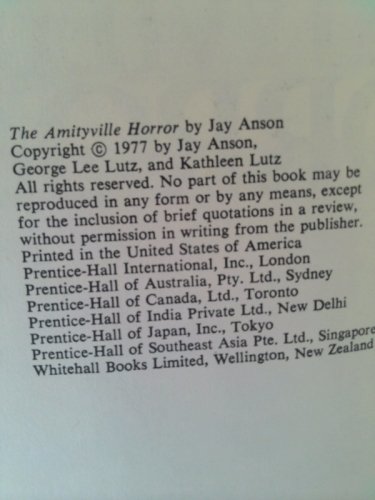 The Amityville Horror by Jay Anson
Copyright © 1977 by Jay Anson,
George Lee Lutz, and Kathleen Lutz
All rights reserved. No part of this book may be
reproduced in any form or by any means, except
for the inclusion of brief quotations in a review,
without permission in writing from the publisher.
Printed in the United States of America
Prentice-Hall International, Inc., London
Prentice-Hall of Australia, Pty. Ltd., Sydney
Prentice-Hall of Canada, Ltd., Toronto
Prentice-Hall of India Private Ltd., New Delhi
Prentice-Hall of Japan, Inc., Tokyo
Prentice-Hall of Southeast Asia Pte. Ltd., Singapore
Whitehall Books Limited, Wellington, New Zealand